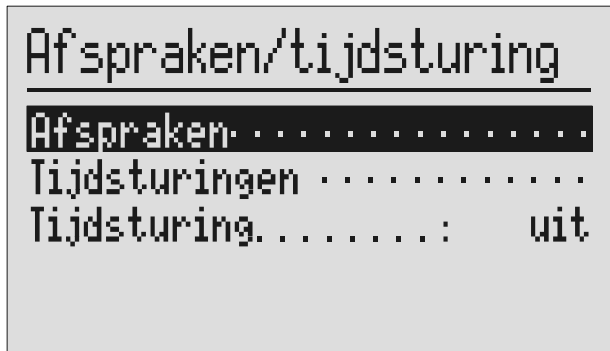 Afspraken/tijdsturing
Afspraken················
Tijdsturingen ············
Tijdsturing........: uit